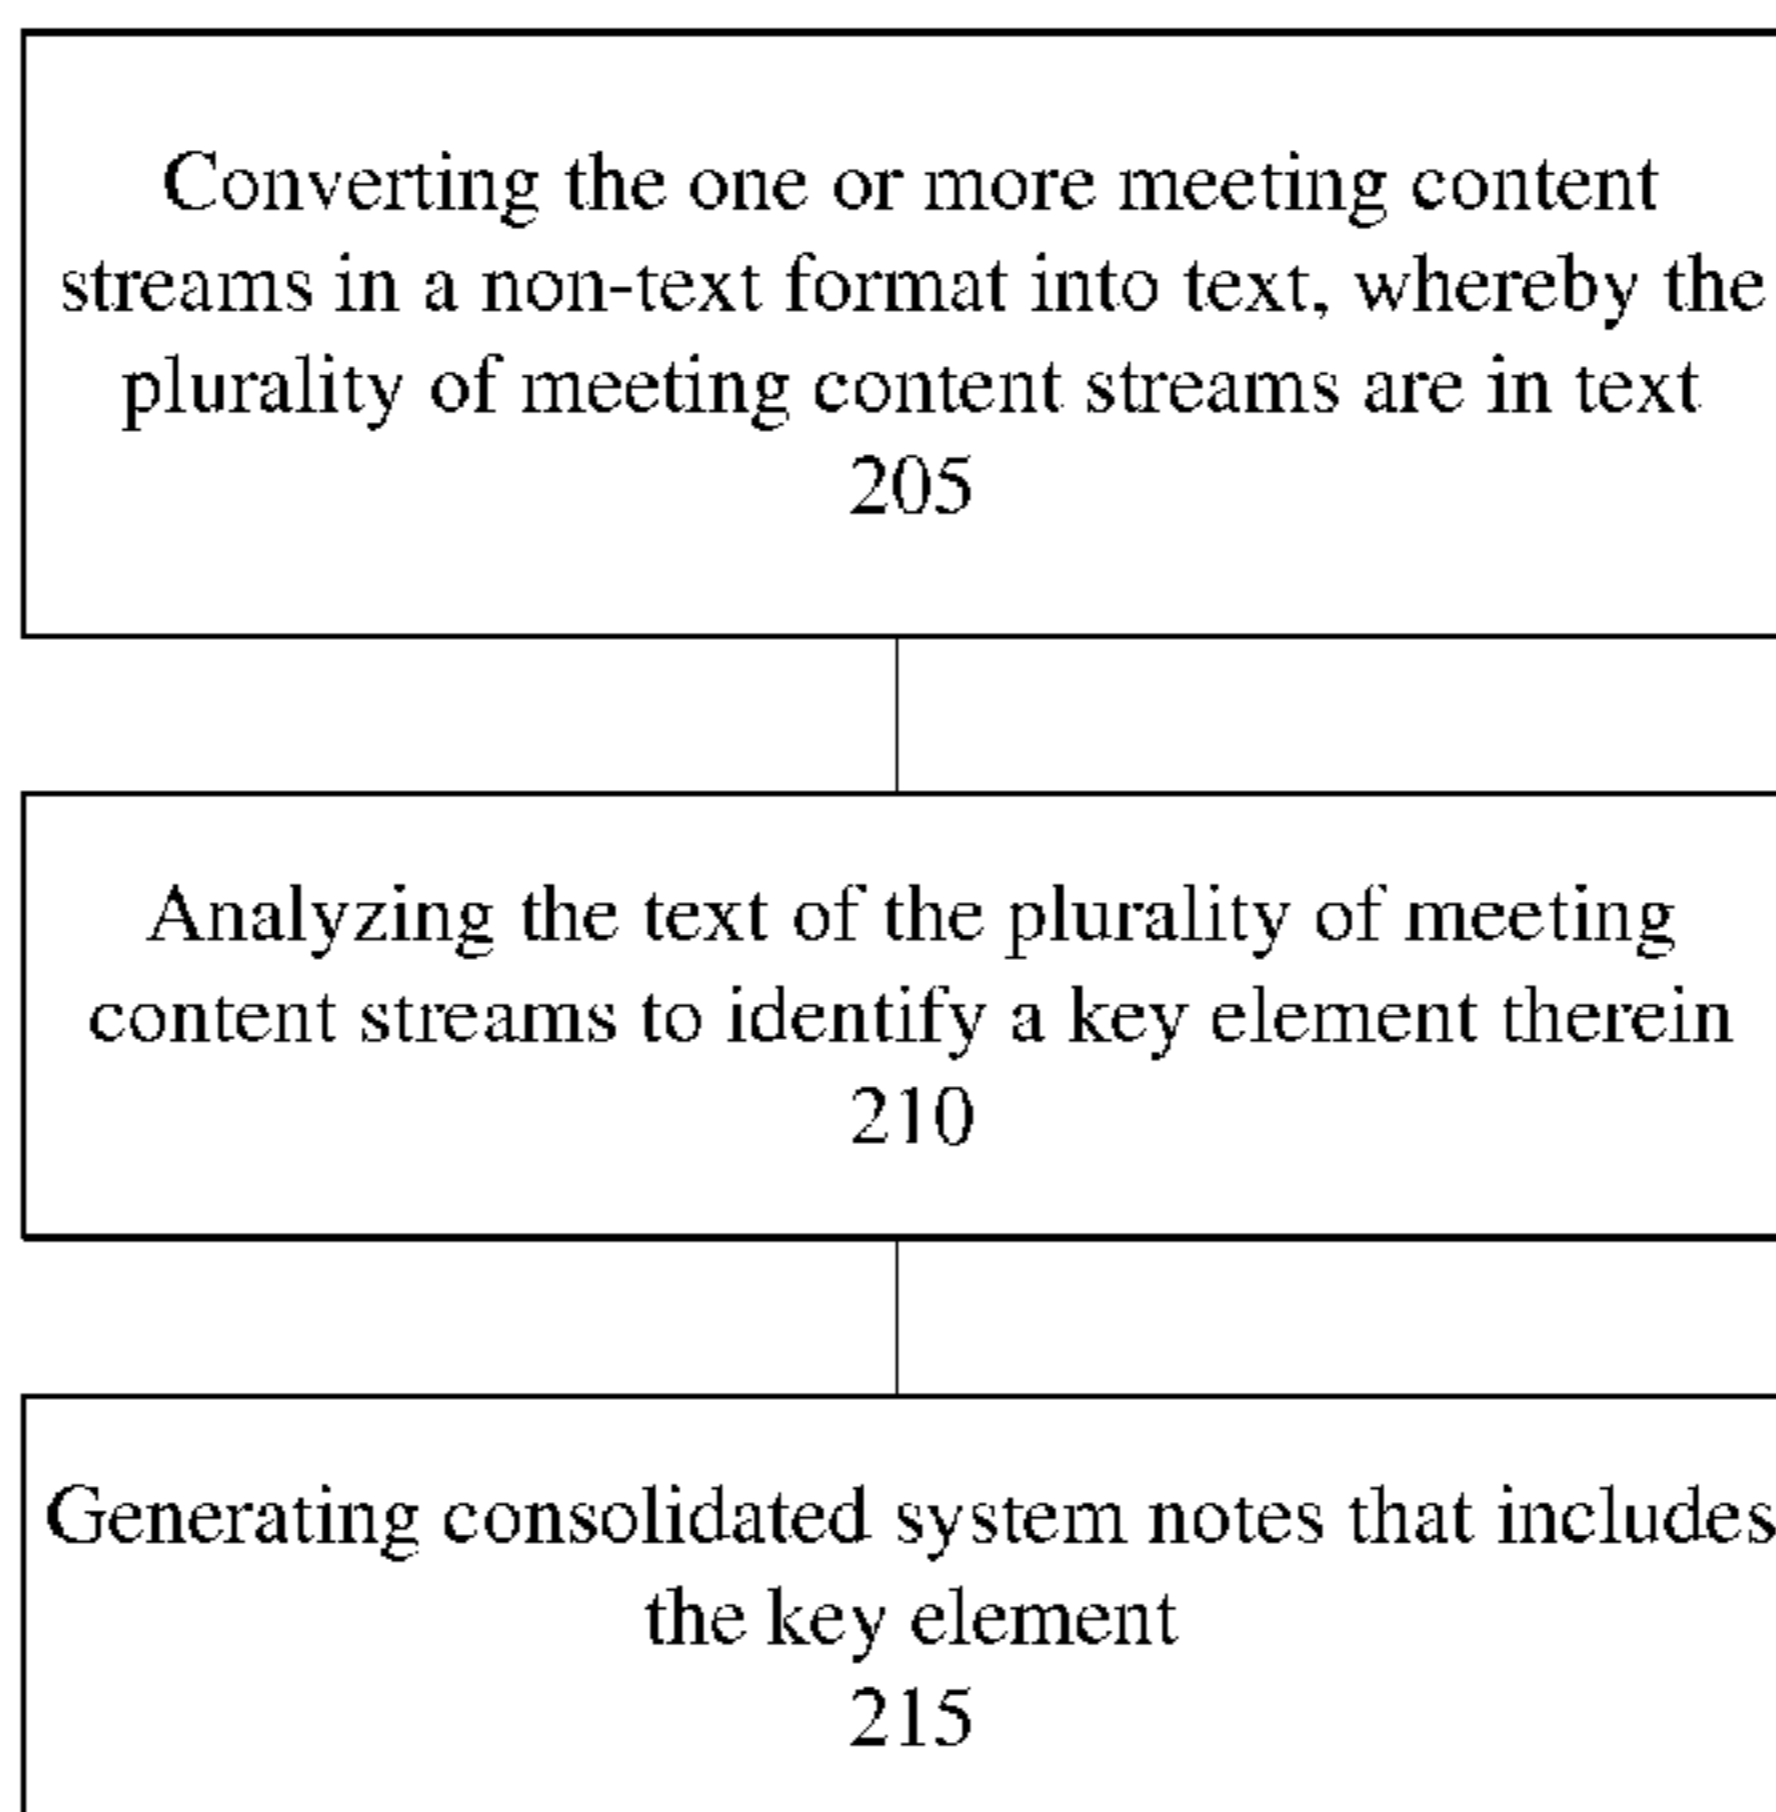 Converting the one or more meeting content
streams in a non-text format into text, whereby the
plurality of meeting content streams are in text
205
Analyzing the text of the plurality of meeting
content streams to identify a key element therein
210
Generating consolidated system notes that includes
the key element
215